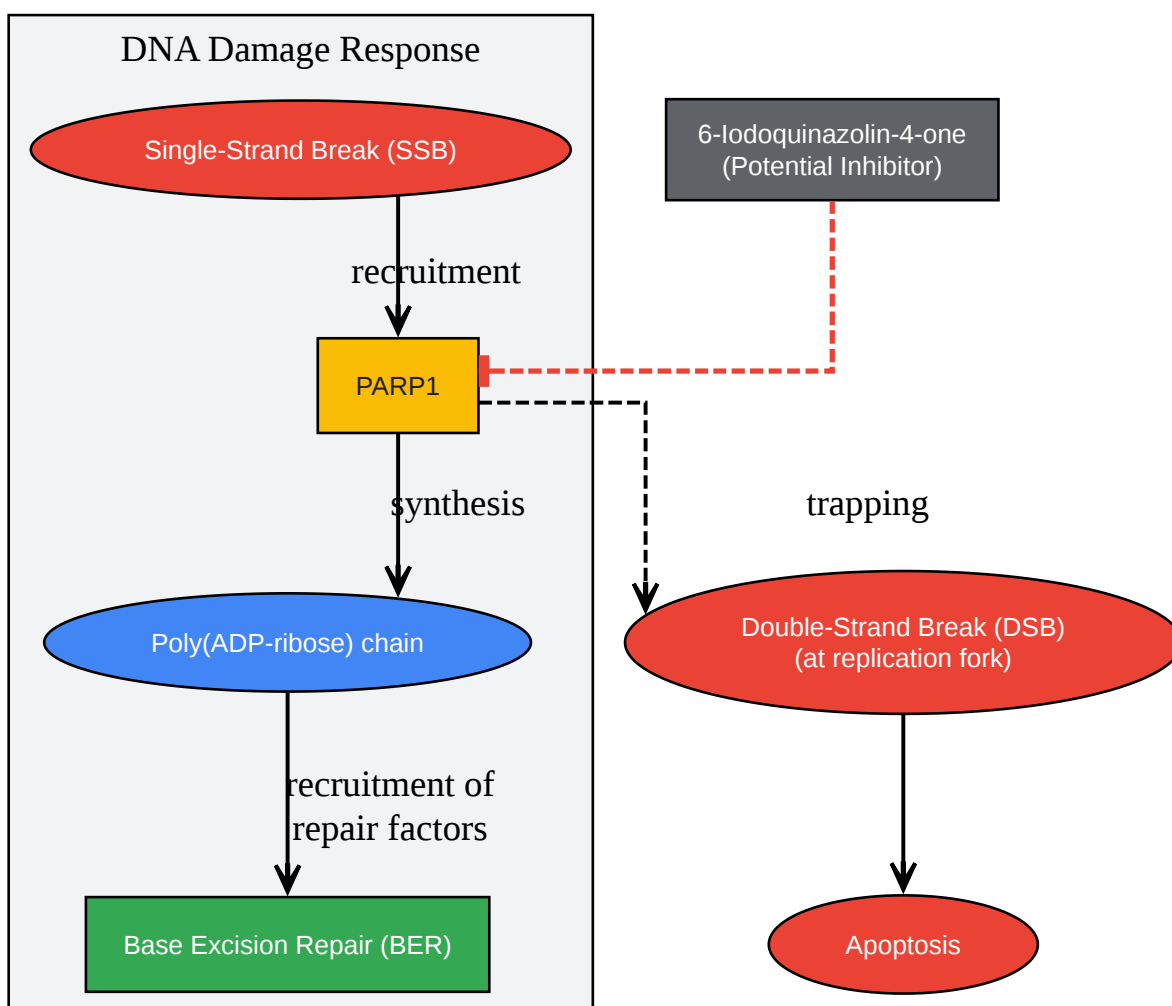 DNA Damage Response
Single-Strand Break (SSB)
6-Iodoquinazolin-4-one
(Potential Inhibitor)
recruitment
PARP1
synthesis
trapping
Poly(ADP-ribose) chain
Double-Strand Break (DSB)
(at replication fork)
recruitment of
repair factors
Base Excision Repair (BER)
Apoptosis